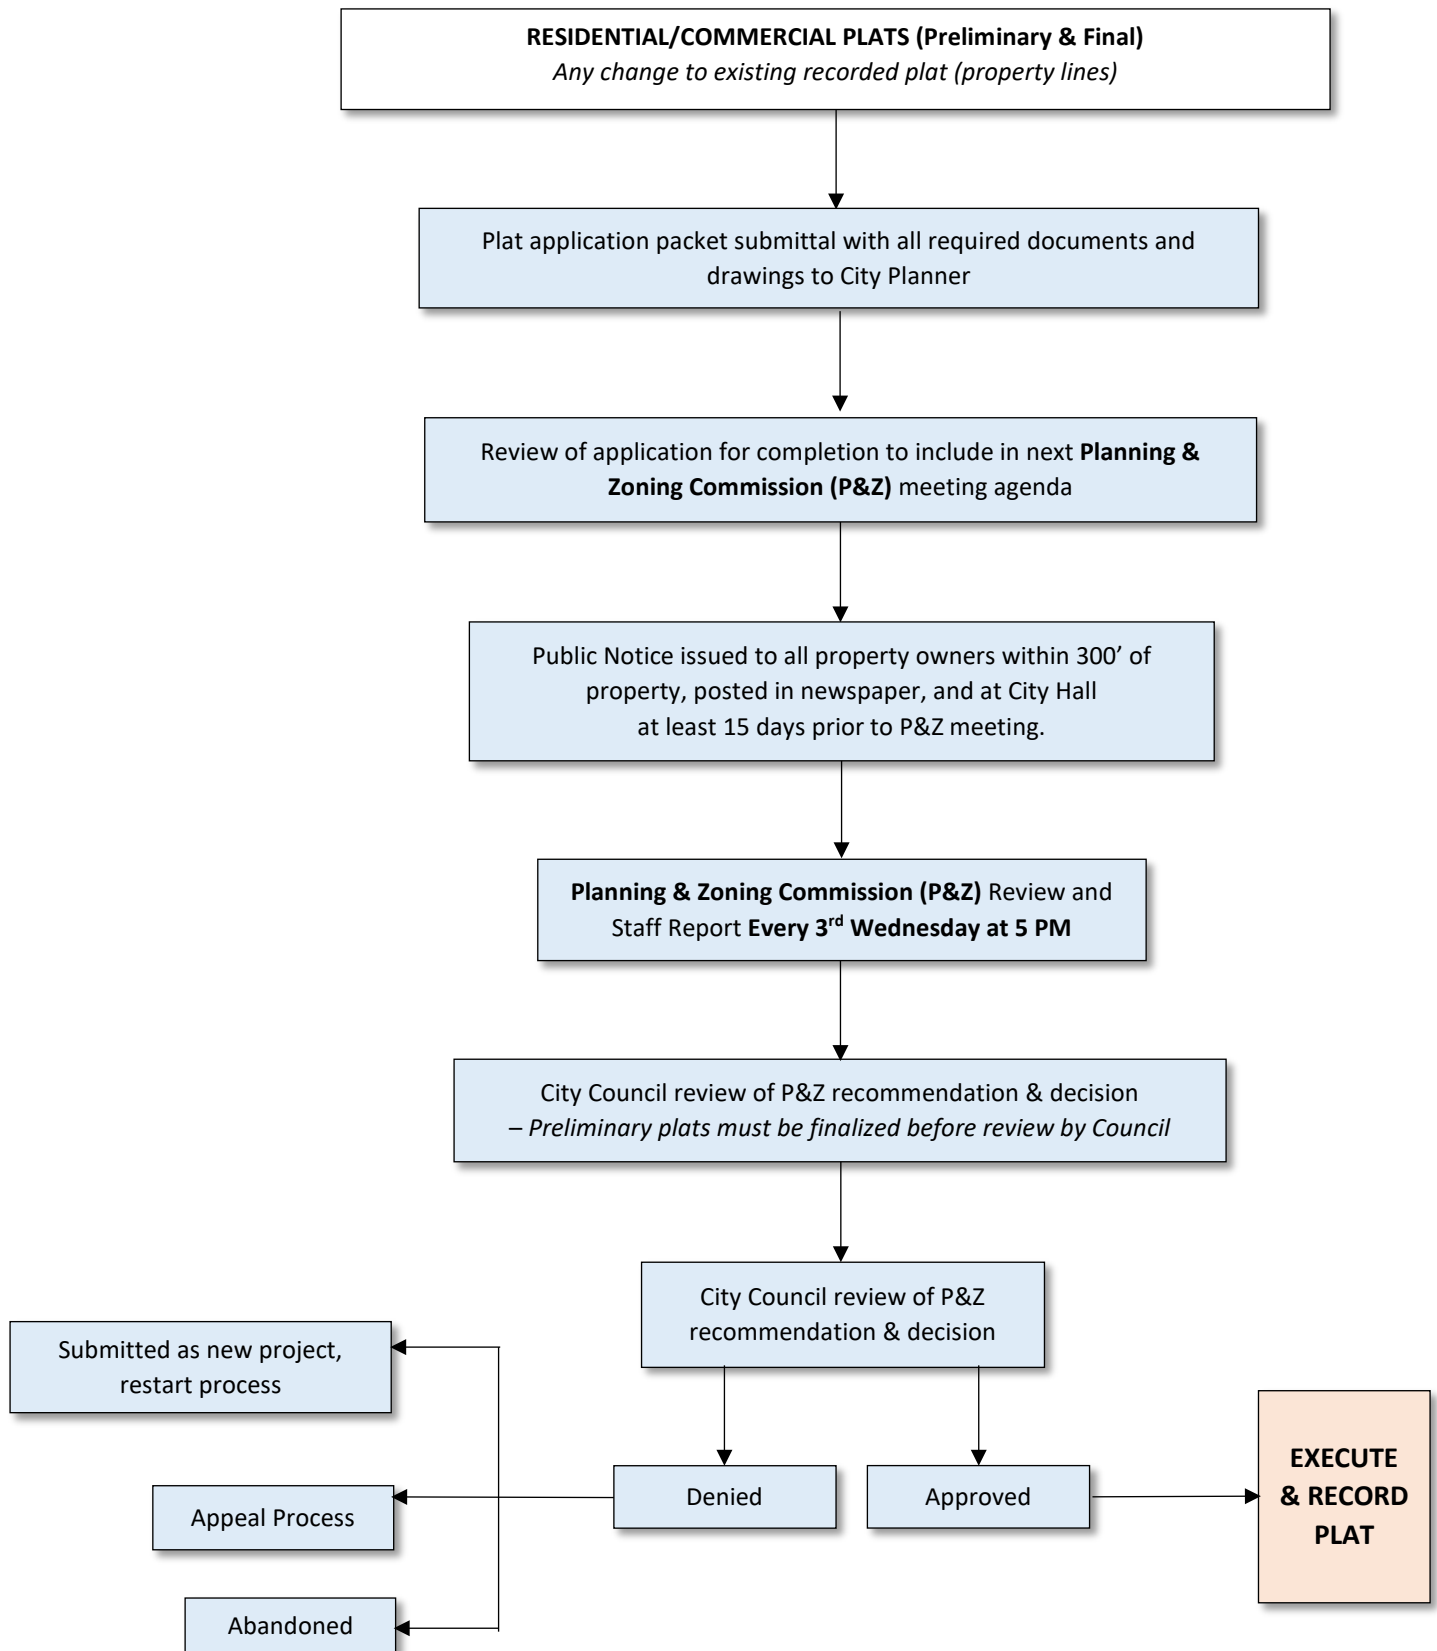 RESIDENTIAL/COMMERCIAL PLATS (Preliminary & Final)
Any change to existing recorded plat (property lines)
Plat application packet submittal with all required documents and
drawings to City Planner
Review of application for completion to include in next Planning &
Zoning Commission (P&Z) meeting agenda
Public Notice issued to all property owners within 300’ of
property, posted in newspaper, and at City Hall
at least 15 days prior to P&Z meeting.
Planning & Zoning Commission (P&Z) Review and
Staff Report Every 3rd Wednesday at 5 PM
City Council review of P&Z recommendation & decision
– Preliminary plats must be finalized before review by Council
City Council review of P&Z
recommendation & decision
Submitted as new project,
restart process
Denied
Approved
EXECUTE
& RECORD
PLAT
Appeal Process
Abandoned